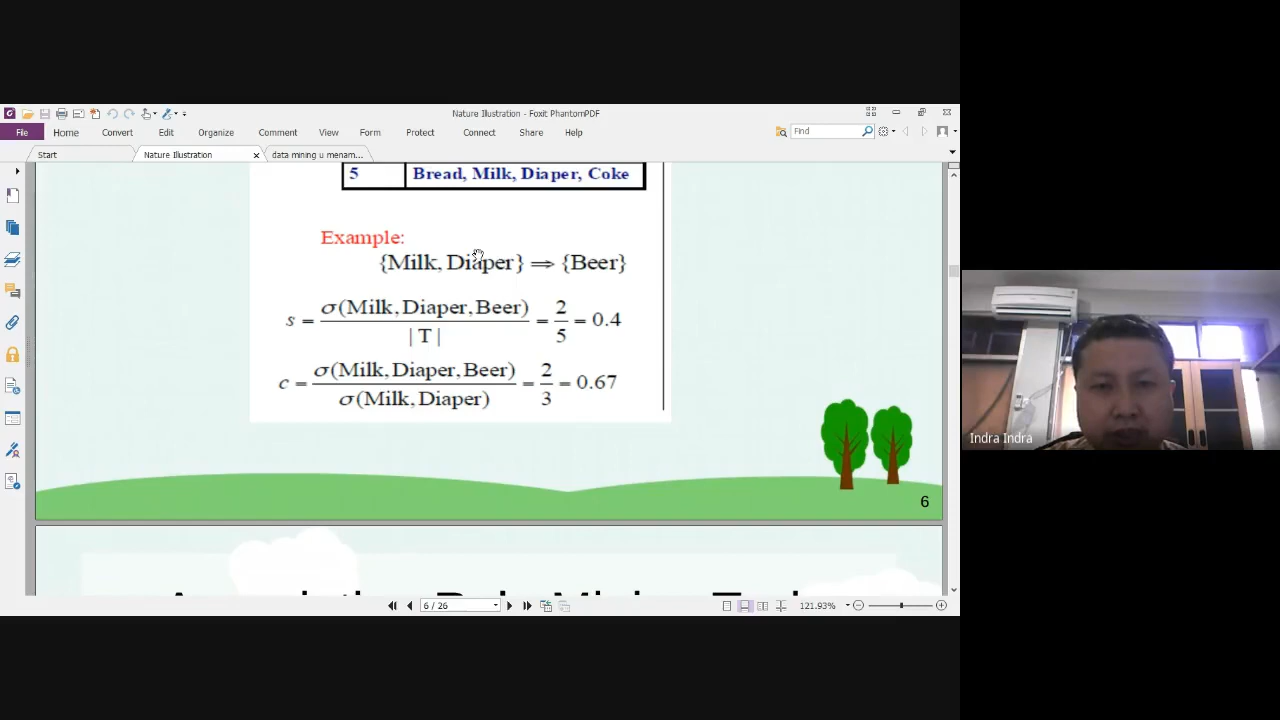 Nature Illustration - Foxit PhantomPDF
File Home Convert Edit Organize Comment View Form Protect Connect Share Help Find
Start Nature Illustration data mining u menam...
5 Bread, Milk, Diaper, Coke
Example:
{Milk, Diaper} ⇒ {Beer}
s = σ(Milk, Diaper, Beer) / | T | = 2/5 = 0.4
c = σ(Milk, Diaper, Beer) / σ(Milk, Diaper) = 2/3 = 0.67
6
6 / 26
121.93%
Indra Indra